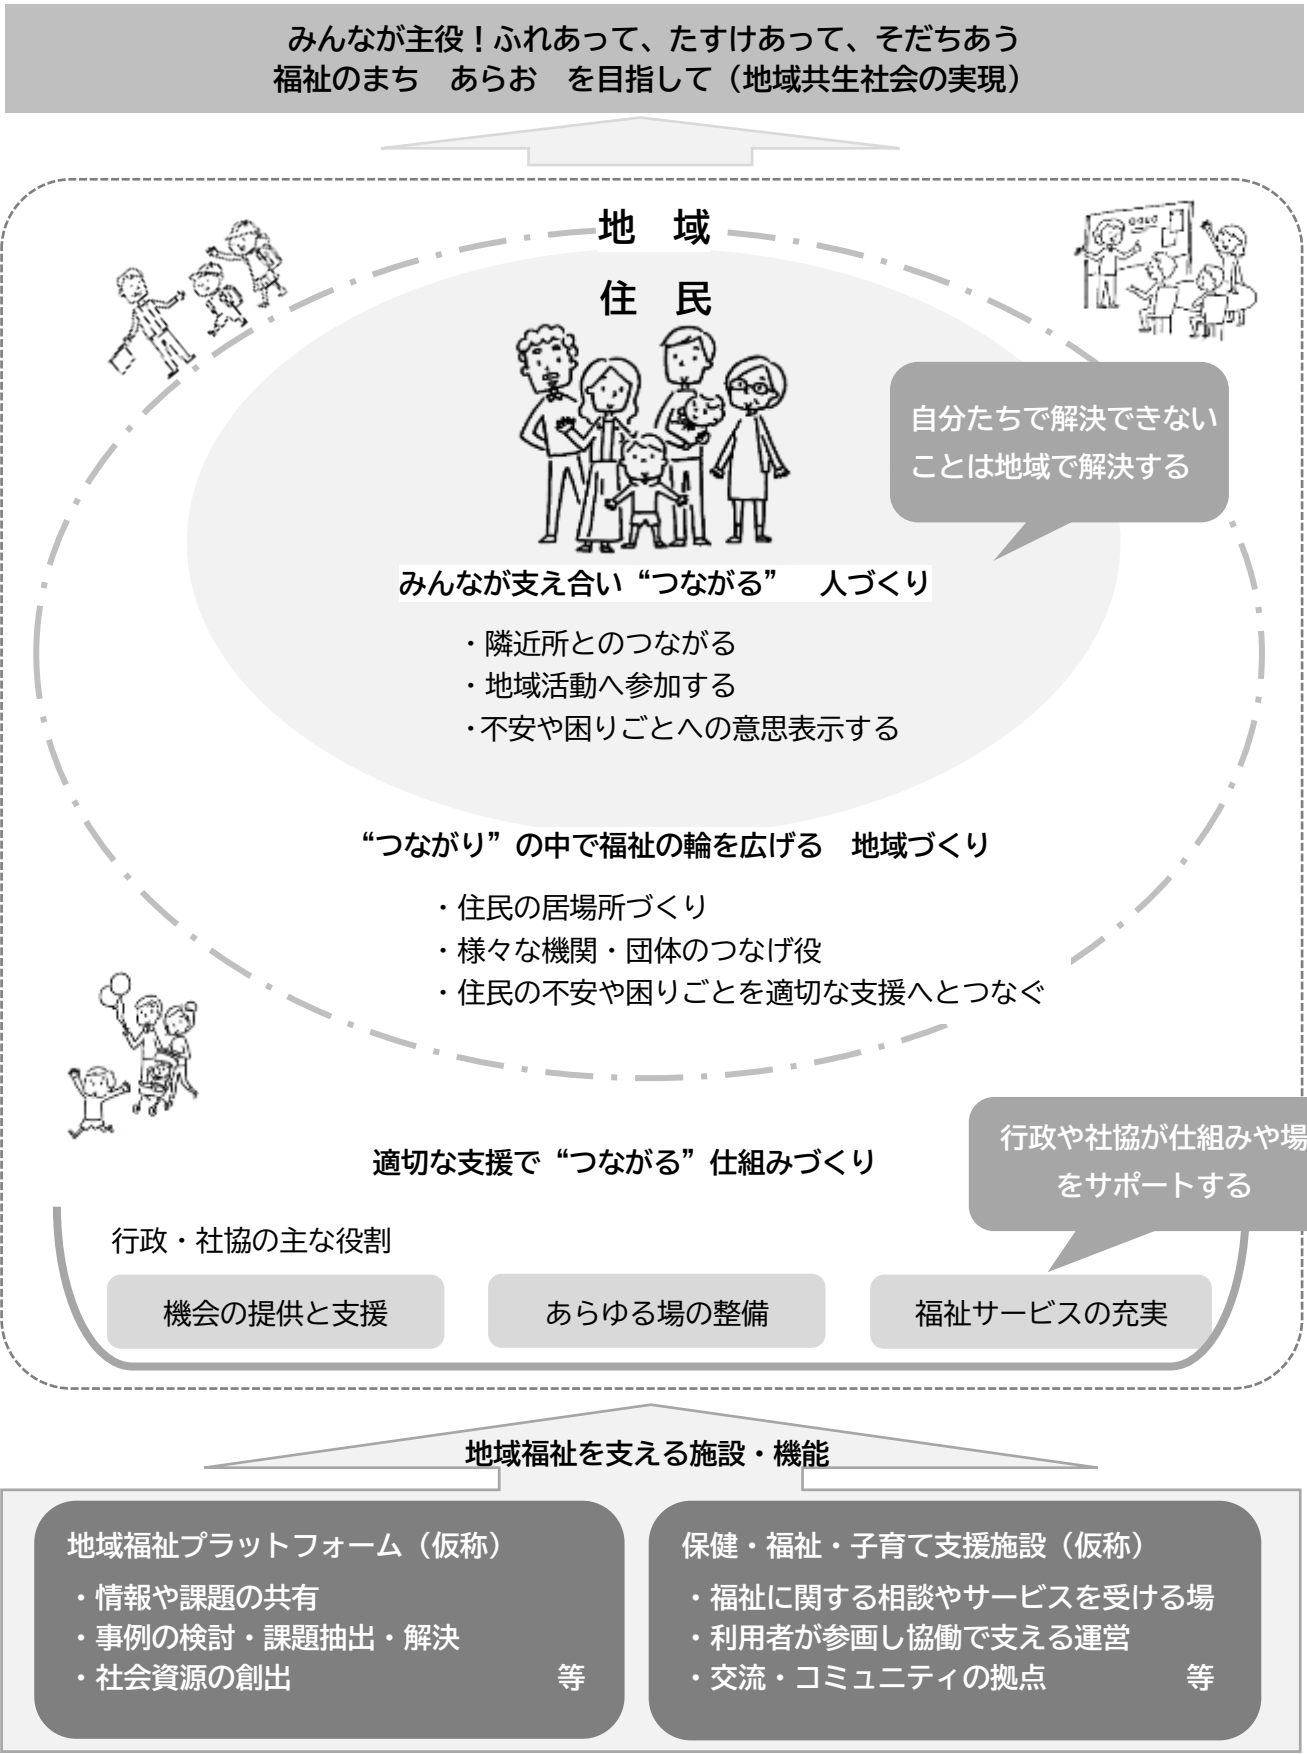 みんなが主役！ふれあって、たすけあって、そだちあう
福祉のまち　あらお　を目指して（地域共生社会の実現）
地　域
住　民
自分たちで解決できない
ことは地域で解決する
みんなが支え合い“つながる”　人づくり
・隣近所とのつながる
・地域活動へ参加する
・不安や困りごとへの意思表示する
“つながり”の中で福祉の輪を広げる　地域づくり
・住民の居場所づくり
・様々な機関・団体のつなげ役
・住民の不安や困りごとを適切な支援へとつなぐ
行政や社協が仕組みや場
をサポートする
適切な支援で“つながる”仕組みづくり
行政・社協の主な役割
機会の提供と支援
あらゆる場の整備
福祉サービスの充実
地域福祉を支える施設・機能
地域福祉プラットフォーム（仮称）
・情報や課題の共有
・事例の検討・課題抽出・解決
・社会資源の創出　等
保健・福祉・子育て支援施設（仮称）
・福祉に関する相談やサービスを受ける場
・利用者が参画し協働で支える運営
・交流・コミュニティの拠点　等